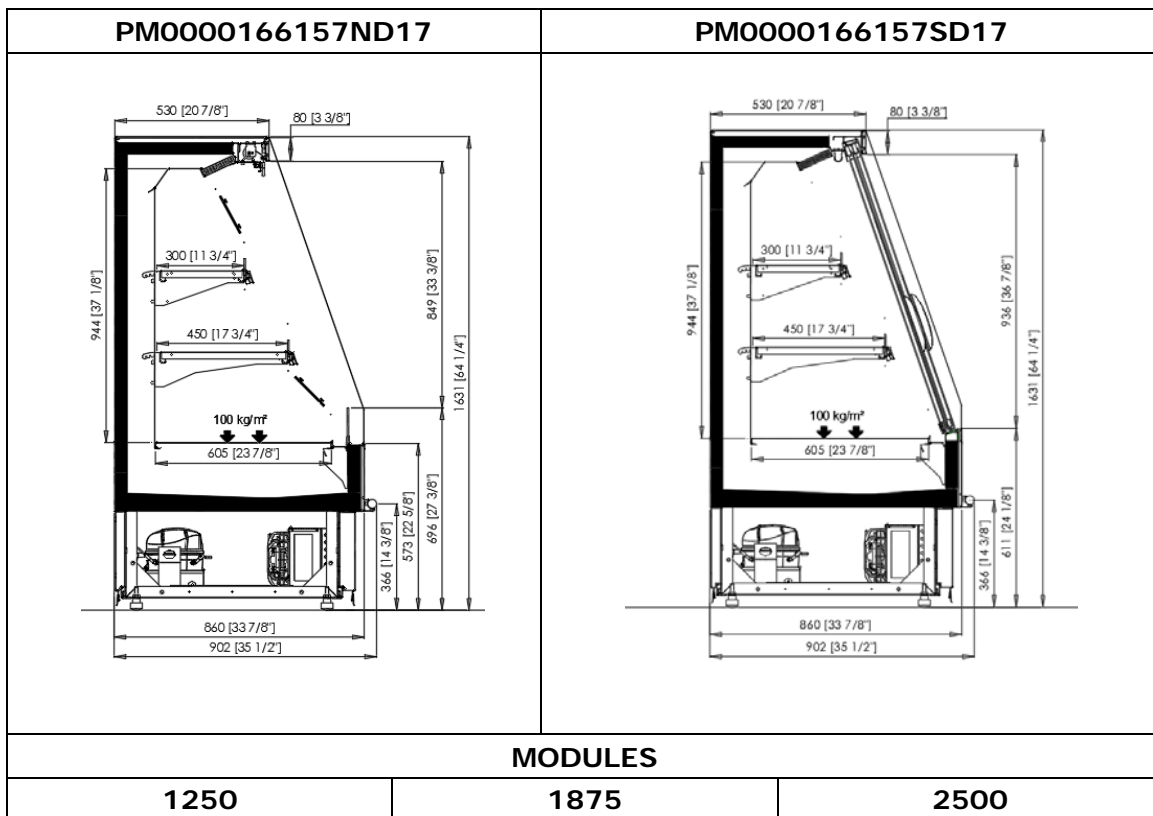 PM0000166157ND17
PM0000166157SD17
530 [20 7/8"]
80 [3 3/8"]
300 [11 3/4"]
944 [37 1/8"]
849 [33 3/8"]
450 [17 3/4"]
1631 [64 1/4"]
100 kg/m²
605 [23 7/8"]
366 [14 3/8"]
573 [22 5/8"]
696 [27 3/8"]
860 [33 7/8"]
902 [35 1/2"]
530 [20 7/8"]
80 [3 3/8"]
300 [11 3/4"]
944 [37 1/8"]
936 [36 7/8"]
450 [17 3/4"]
1631 [64 1/4"]
100 kg/m²
605 [23 7/8"]
366 [14 3/8"]
611 [24 1/8"]
860 [33 7/8"]
902 [35 1/2"]
MODULES
1250
1875
2500